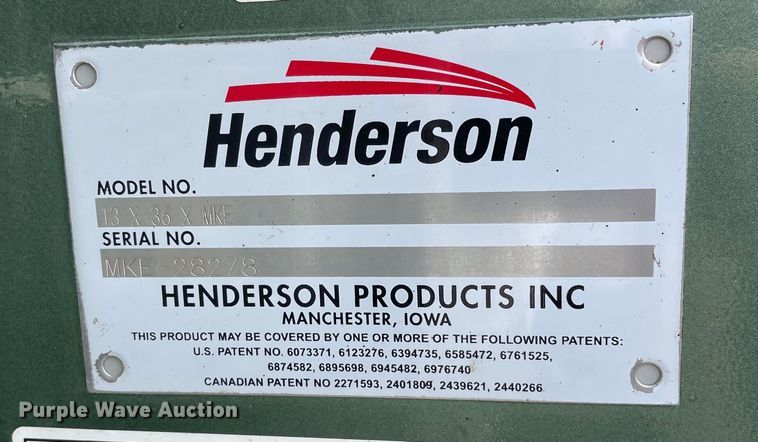 Henderson
MODEL NO.
13 X 36 X MKE
SERIAL NO.
MKE-28278
HENDERSON PRODUCTS INC
MANCHESTER, IOWA
THIS PRODUCT MAY BE COVERED BY ONE OR MORE OF THE FOLLOWING PATENTS:
U.S. PATENT NO. 6073371, 6123276, 6394735, 6585472, 6761525,
6874582, 6895698, 6945482, 6976740
CANADIAN PATENT NO 2271593, 2401809, 2439621, 2440266
Purple Wave Auction